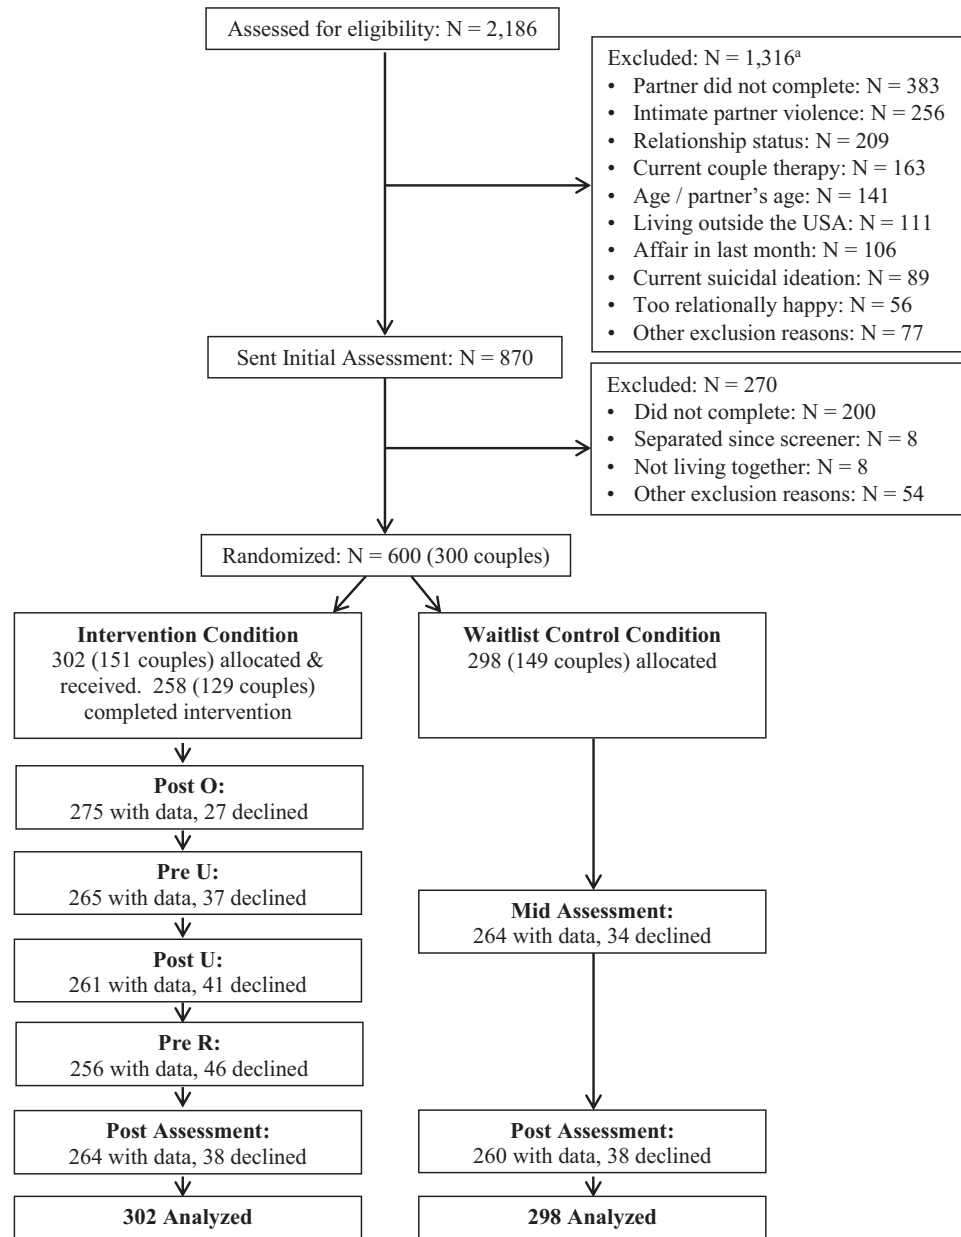 Assessed for eligibility: N = 2,186
Excluded: N = 1,316ᵃ
• Partner did not complete: N = 383
• Intimate partner violence: N = 256
• Relationship status: N = 209
• Current couple therapy: N = 163
• Age / partner's age: N = 141
• Living outside the USA: N = 111
• Affair in last month: N = 106
• Current suicidal ideation: N = 89
• Too relationally happy: N = 56
• Other exclusion reasons: N = 77
Sent Initial Assessment: N = 870
Excluded: N = 270
• Did not complete: N = 200
• Separated since screener: N = 8
• Not living together: N = 8
• Other exclusion reasons: N = 54
Randomized: N = 600 (300 couples)
Intervention Condition
302 (151 couples) allocated &
received. 258 (129 couples)
completed intervention
Post O:
275 with data, 27 declined
Pre U:
265 with data, 37 declined
Post U:
261 with data, 41 declined
Pre R:
256 with data, 46 declined
Post Assessment:
264 with data, 38 declined
302 Analyzed
Waitlist Control Condition
298 (149 couples) allocated
Mid Assessment:
264 with data, 34 declined
Post Assessment:
260 with data, 38 declined
298 Analyzed